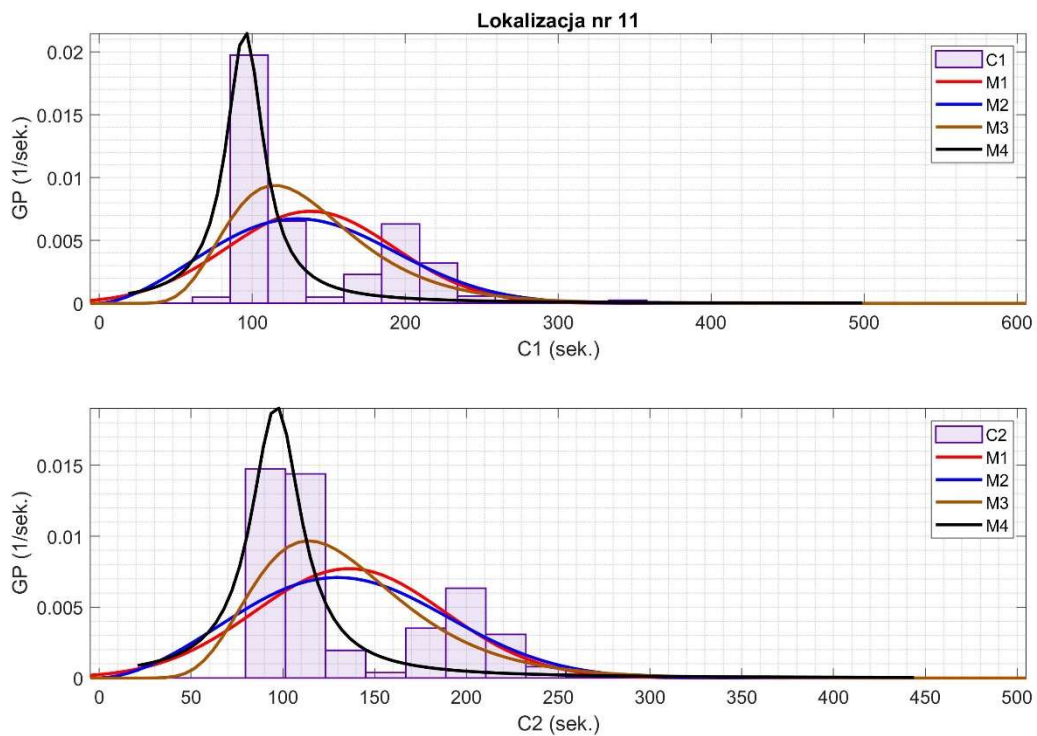 Lokalizacja nr 11
GP (1/sek.)
0.02
0.015
0.01
0.005
0
0 100 200 300 400 500 600
C1 (sek.)
C1
M1
M2
M3
M4
GP (1/sek.)
0.015
0.01
0.005
0
0 50 100 150 200 250 300 350 400 450 500
C2 (sek.)
C2
M1
M2
M3
M4